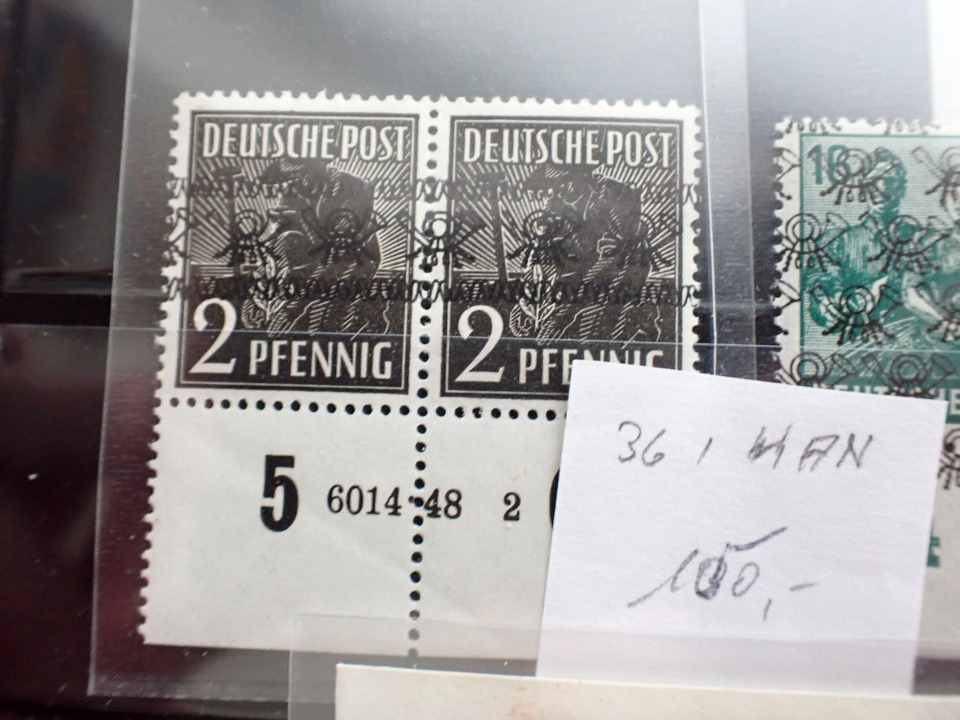 DEUTSCHE POST DEUTSCHE POST
2 PFENNIG 2 PFENNIG
5 6014 48 2
36 I HAN
100,-